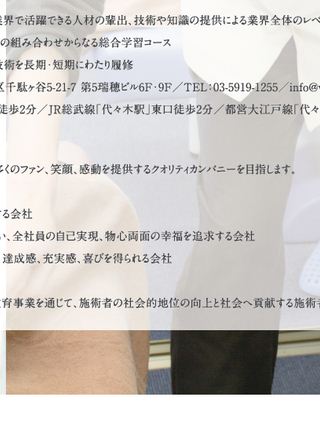 業界で活躍できる人材の輩出、技術や知識の提供による業界全体のレベ
の組み合わせからなる総合学習コース
技術を長期・短期にわたり履修
区千駄ヶ谷5-21-7 第5瑞穂ビル6F・9F／TEL：03-5919-1255／info@
徒歩2分／JR総武線「代々木駅」東口徒歩2分／都営大江戸線「代々
多くのファン、笑顔、感動を提供するクオリティカンパニーを目指します。
する会社
い、全社員の自己実現、物心両面の幸福を追求する会社
、達成感、充実感、喜びを得られる会社
教育事業を通じて、施術者の社会的地位の向上と社会へ貢献する施術者